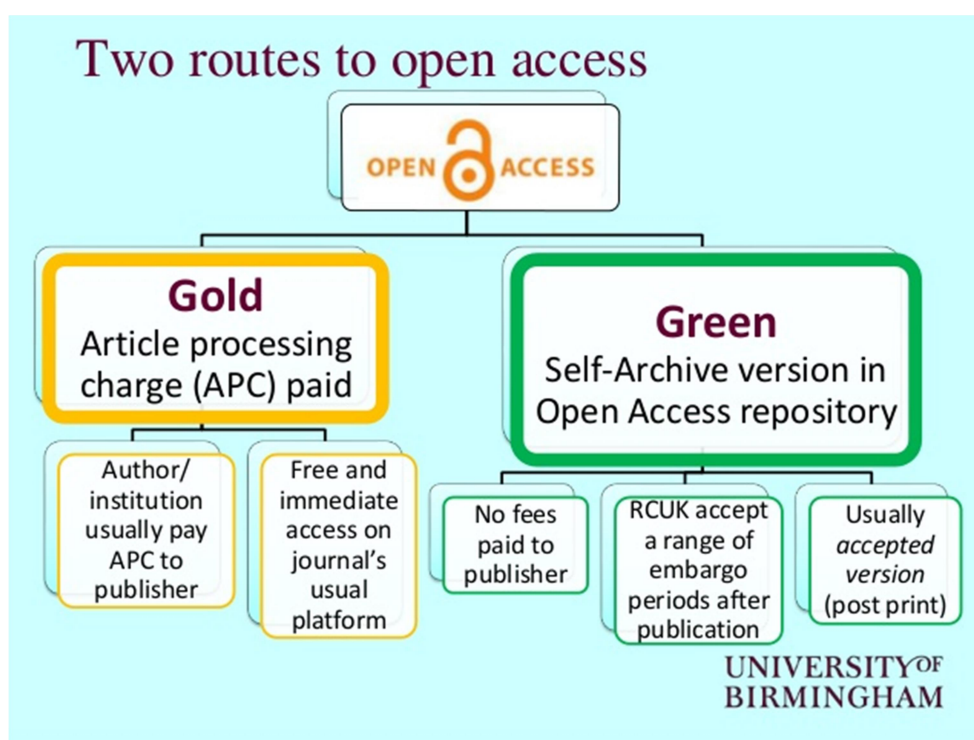 Two routes to open access
OPEN ACCESS
Gold
Article processing
charge (APC) paid
Green
Self-Archive version in
Open Access repository
Author/
institution
usually pay
APC to
publisher
Free and
immediate
access on
journal's
usual
platform
No fees
paid to
publisher
RCUK accept
a range of
embargo
periods after
publication
Usually
accepted
version
(post print)
UNIVERSITY OF
BIRMINGHAM